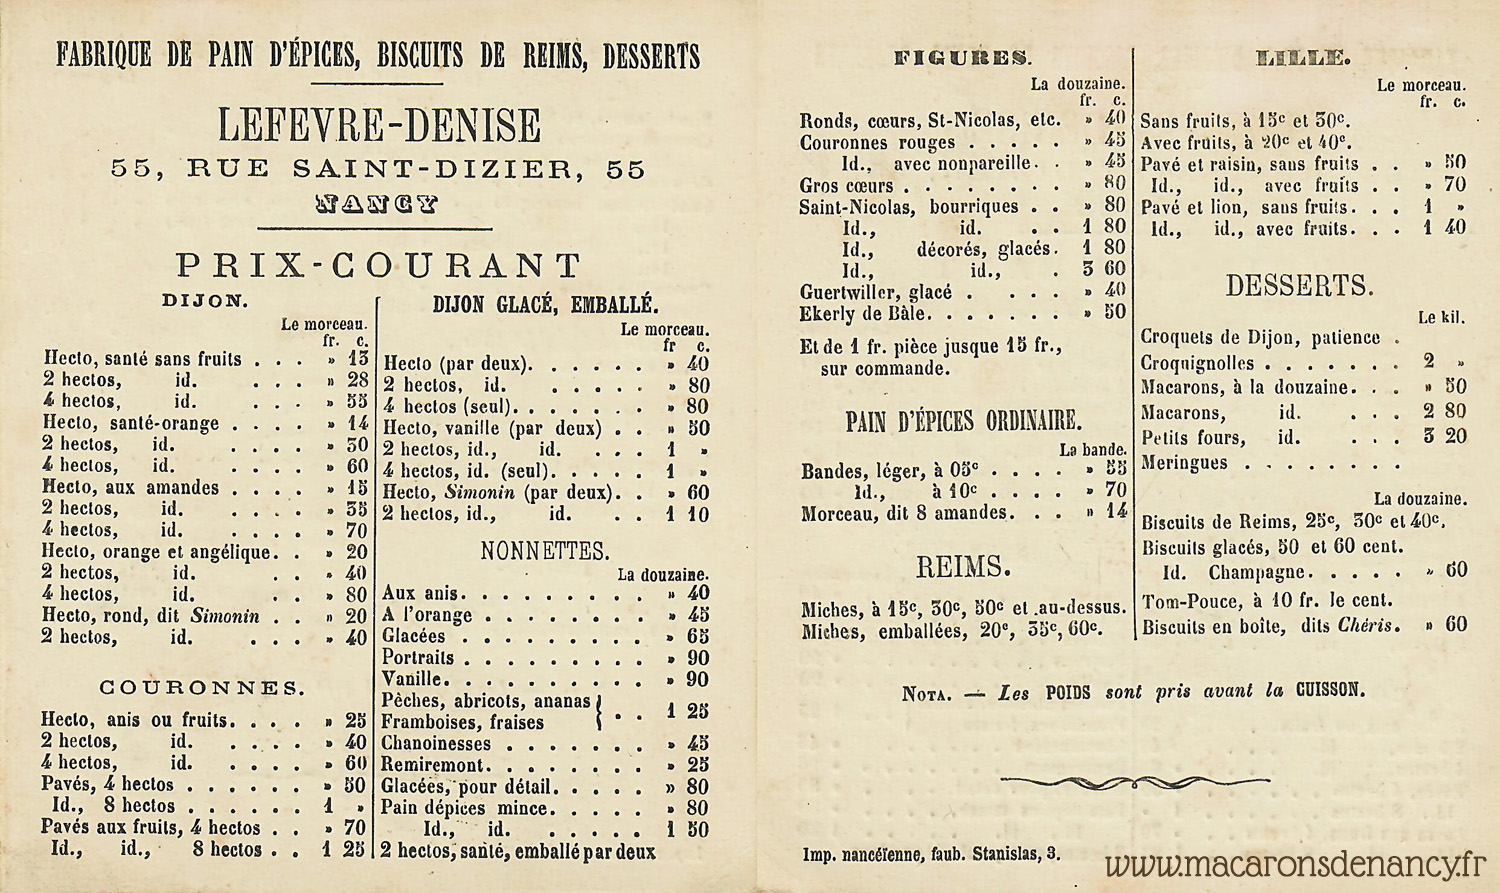 FABRIQUE DE PAIN D'ÉPICES, BISCUITS DE REIMS, DESSERTS
LEFEVRE-DENISE
55, RUE SAINT-DIZIER, 55
NANCY
PRIX-COURANT
DIJON.
Le morceau.
fr. c.
Hecto, santé sans fruits . . . » 13
2 hectos, id. . . . » 28
4 hectos, id. . . . » 55
Hecto, santé-orange . . . . » 14
2 hectos, id. . . . . » 30
4 hectos, id. . . . . » 60
Hecto, aux amandes . . . . » 15
2 hectos, id. . . . . » 35
4 hectos, id. . . . . » 70
Hecto, orange et angélique. . . » 20
2 hectos, id. . . » 40
4 hectos, id. . . » 80
Hecto, rond, dit Simonin . . » 20
2 hectos, id. . . . » 40
COURONNES.
Hecto, anis ou fruits. . . . » 25
2 hectos, id. . . . . » 40
4 hectos, id. . . . . » 60
Pavés, 4 hectos . . . . . . » 50
Id., 8 hectos . . . . . . 1 »
Pavés aux fruits, 4 hectos . . » 70
Id., id., 8 hectos . . 1 25
DIJON GLACÉ, EMBALLÉ.
Le morceau.
fr c.
Hecto (par deux). . . . . . » 40
2 hectos, id. . . . . . » 80
4 hectos (seul). . . . . . . » 80
Hecto, vanille (par deux) . . » 50
2 hectos, id., id. . . . 1 »
4 hectos, id. (seul). . . . . 1 »
Hecto, Simonin (par deux). . » 60
2 hectos, id., id. . . 1 10
NONNETTES.
La douzaine.
Aux anis. . . . . . . . . . » 40
A l'orange . . . . . . . . . » 45
Glacées . . . . . . . . . » 65
Portraits . . . . . . . . . » 90
Vanille. . . . . . . . . . » 90
Pêches, abricots, ananas
Framboises, fraises } . . 1 25
Chanoinesses . . . . . . . » 45
Remiremont. . . . . . . . » 25
Glacées, pour détail. . . . . » 80
Pain dépices mince. . . . . » 80
Id., id. . . . . . 1 50
2 hectos, santé, emballé par deux
FIGURES.
La douzaine.
fr. c.
Ronds, cœurs, St-Nicolas, etc. » 40
Couronnes rouges . . . . . » 45
Id., avec nonpareille. . » 45
Gros cœurs . . . . . . . . » 80
Saint-Nicolas, bourriques . . » 80
Id., id. . . 1 80
Id., décorés, glacés. 1 80
Id., id., . 3 60
Guertwiller, glacé . . . . » 40
Ekerly de Bâle. . . . . . . » 50
Et de 1 fr. pièce jusque 15 fr.,
sur commande.
PAIN D'ÉPICES ORDINAIRE.
La bande.
Bandes, léger, à 05c . . . . » 55
Id., à 10c . . . . » 70
Morceau, dit 8 amandes. . . » 14
REIMS.
Miches, à 15c, 30c, 50c et au-dessus.
Miches, emballées, 20c, 35c, 60c.
LILLE.
Le morceau.
fr. c.
Sans fruits, à 15c et 30c.
Avec fruits, à 20c et 40c.
Pavé et raisin, sans fruits . . » 50
Id., id., avec fruits . . » 70
Pavé et lion, sans fruits. . . 1 »
Id., id., avec fruits. . . 1 40
DESSERTS.
Le kil.
Croquets de Dijon, patience .
Croquignolles . . . . . . . 2 »
Macarons, à la douzaine. . . » 50
Macarons, id. . . . 2 80
Petits fours, id. . . . 3 20
Meringues . . . . . . . .
La douzaine.
Biscuits de Reims, 25c, 30c et 40c.
Biscuits glacés, 50 et 60 cent.
Id. Champagne. . . . . » 60
Tom-Pouce, à 10 fr. le cent.
Biscuits en boîte, dits Chéris. » 60
NOTA. — Les POIDS sont pris avant la CUISSON.
Imp. nancéïenne, faub. Stanislas, 3.
www.macaronsdenancy.fr